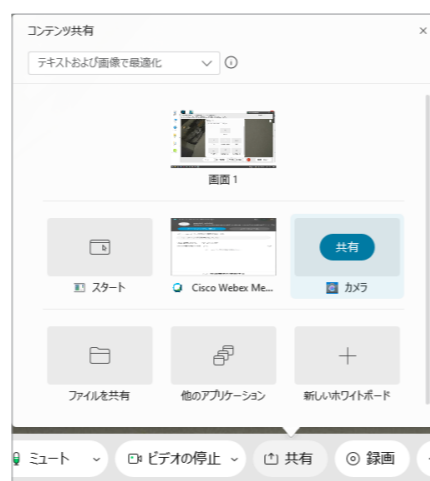 コンテンツ共有
テキストおよび画像で最適化
画面 1
共有
スタート
Cisco Webex Me...
カメラ
ファイルを共有
他のアプリケーション
新しいホワイトボード
ミュート
ビデオの停止
共有
録画